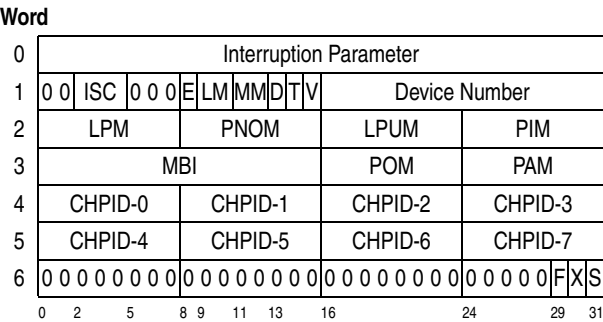 Word
0 Interruption Parameter
1 0 0 ISC 0 0 0 E LM MM D T V Device Number
2 LPM PNOM LPUM PIM
3 MBI POM PAM
4 CHPID-0 CHPID-1 CHPID-2 CHPID-3
5 CHPID-4 CHPID-5 CHPID-6 CHPID-7
6 0 0 0 0 0 0 0 0 0 0 0 0 0 0 0 0 0 0 0 0 0 0 0 0 0 0 0 0 0 F X S
0 2 5 8 9 11 13 16 24 29 31